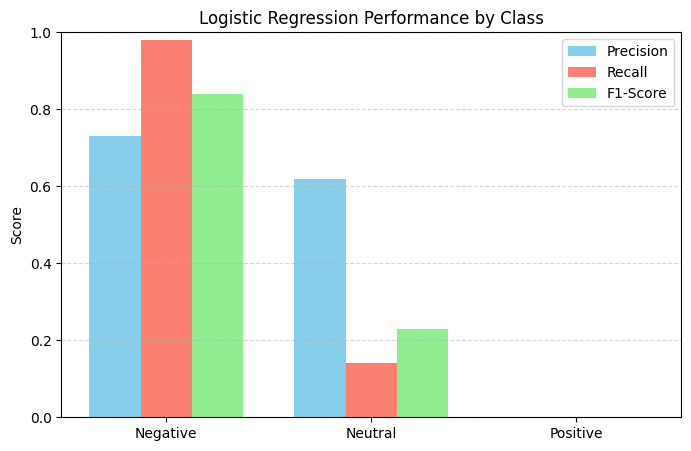 Logistic Regression Performance by Class
Precision
Recall
F1-Score
Score
1.0
0.8
0.6
0.4
0.2
0.0
Negative Neutral Positive